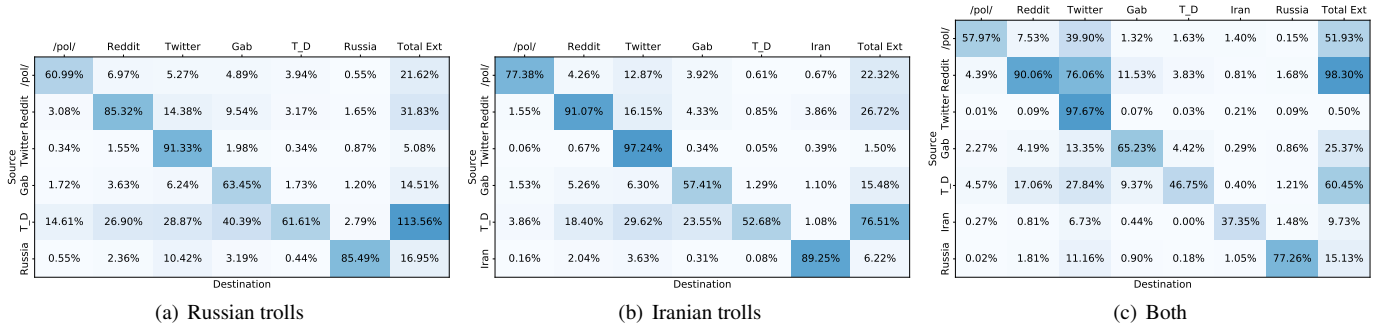 /pol/ Reddit Twitter Gab T_D Russia Total Ext
/pol/ 60.99% 6.97% 5.27% 4.89% 3.94% 0.55% 21.62%
Reddit 3.08% 85.32% 14.38% 9.54% 3.17% 1.65% 31.83%
Twitter 0.34% 1.55% 91.33% 1.98% 0.34% 0.87% 5.08%
Gab 1.72% 3.63% 6.24% 63.45% 1.73% 1.20% 14.51%
T_D 14.61% 26.90% 28.87% 40.39% 61.61% 2.79% 113.56%
Russia 0.55% 2.36% 10.42% 3.19% 0.44% 85.49% 16.95%
Source
Destination
(a) Russian trolls
/pol/ Reddit Twitter Gab T_D Iran Total Ext
/pol/ 77.38% 4.26% 12.87% 3.92% 0.61% 0.67% 22.32%
Reddit 1.55% 91.07% 16.15% 4.33% 0.85% 3.86% 26.72%
Twitter 0.06% 0.67% 97.24% 0.34% 0.05% 0.39% 1.50%
Gab 1.53% 5.26% 6.30% 57.41% 1.29% 1.10% 15.48%
T_D 3.86% 18.40% 29.62% 23.55% 52.68% 1.08% 76.51%
Iran 0.16% 2.04% 3.63% 0.31% 0.08% 89.25% 6.22%
Source
Destination
(b) Iranian trolls
/pol/ Reddit Twitter Gab T_D Iran Russia Total Ext
/pol/ 57.97% 7.53% 39.90% 1.32% 1.63% 1.40% 0.15% 51.93%
Reddit 4.39% 90.06% 76.06% 11.53% 3.83% 0.81% 1.68% 98.30%
Twitter 0.01% 0.09% 97.67% 0.07% 0.03% 0.21% 0.09% 0.50%
Gab 2.27% 4.19% 13.35% 65.23% 4.42% 0.29% 0.86% 25.37%
T_D 4.57% 17.06% 27.84% 9.37% 46.75% 0.40% 1.21% 60.45%
Iran 0.27% 0.81% 6.73% 0.44% 0.00% 37.35% 1.48% 9.73%
Russia 0.02% 1.81% 11.16% 0.90% 0.18% 1.05% 77.26% 15.13%
Source
Destination
(c) Both